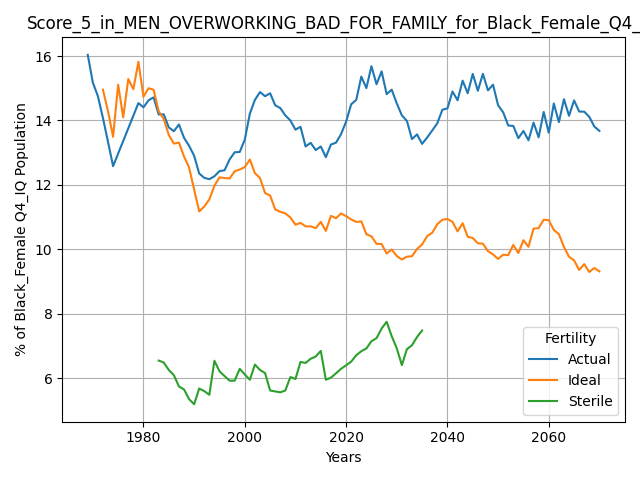 Score_5_in_MEN_OVERWORKING_BAD_FOR_FAMILY_for_Black_Female_Q4_
% of Black_Female Q4_IQ Population
16
14
12
10
8
6
1980
2000
2020
2040
2060
Years
Fertility
Actual
Ideal
Sterile